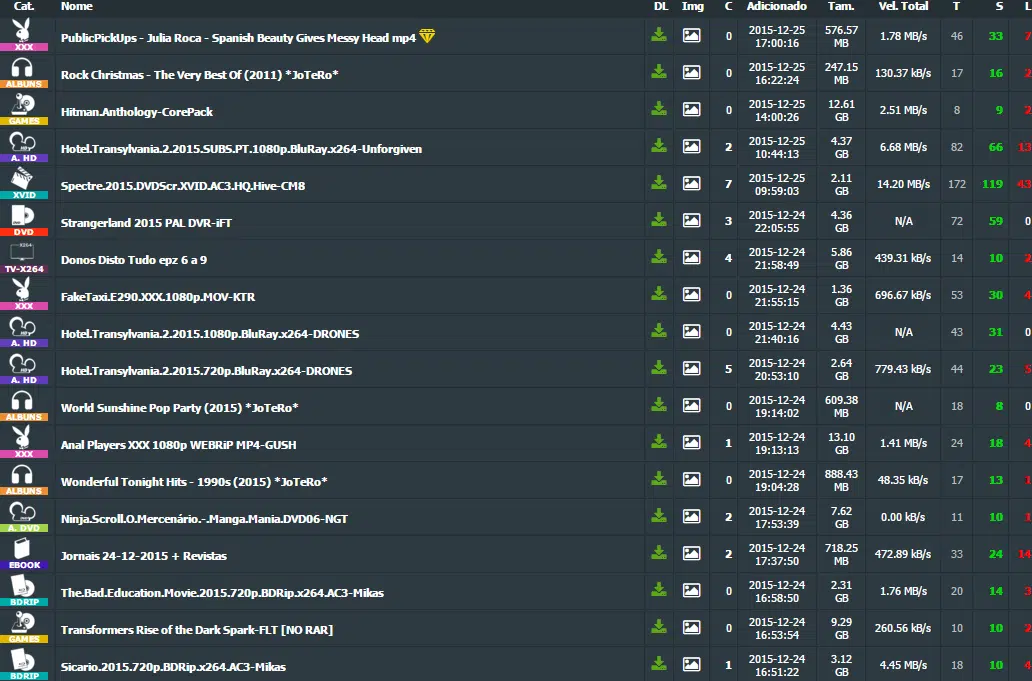 Cat. Nome DL Img C Adicionado Tam. Vel. Total T S L
XXX PublicPickUps - Julia Roca - Spanish Beauty Gives Messy Head mp4 0 2015-12-25 17:00:16 576.57 MB 1.78 MB/s 46 33 7
ALBUNS Rock Christmas - The Very Best Of (2011) *JoTeRo* 0 2015-12-25 16:22:24 247.15 MB 130.37 kB/s 17 16 2
GAMES Hitman.Anthology-CorePack 0 2015-12-25 14:00:26 12.61 GB 2.51 MB/s 8 9 2
A. HD Hotel.Transylvania.2.2015.SUBS.PT.1080p.BluRay.x264-Unforgiven 2 2015-12-25 10:44:13 4.37 GB 6.68 MB/s 82 66 13
XVID Spectre.2015.DVDScr.XVID.AC3.HQ.Hive-CM8 7 2015-12-25 09:59:03 2.11 GB 14.20 MB/s 172 119 43
DVD Strangerland 2015 PAL DVR-iFT 3 2015-12-24 22:05:55 4.36 GB N/A 72 59 0
TV-X264 Donos Disto Tudo epz 6 a 9 4 2015-12-24 21:58:49 5.86 GB 439.31 kB/s 14 10 2
XXX FakeTaxi.E290.XXX.1080p.MOV-KTR 0 2015-12-24 21:55:15 1.36 GB 696.67 kB/s 53 30 4
A. HD Hotel.Transylvania.2.2015.1080p.BluRay.x264-DRONES 0 2015-12-24 21:40:16 4.43 GB N/A 43 31 0
A. HD Hotel.Transylvania.2.2015.720p.BluRay.x264-DRONES 5 2015-12-24 20:53:10 2.64 GB 779.43 kB/s 44 23 5
ALBUNS World Sunshine Pop Party (2015) *JoTeRo* 0 2015-12-24 19:14:02 609.38 MB N/A 18 8 0
XXX Anal Players XXX 1080p WEBRiP MP4-GUSH 1 2015-12-24 19:13:13 13.10 GB 1.41 MB/s 24 18 4
ALBUNS Wonderful Tonight Hits - 1990s (2015) *JoTeRo* 0 2015-12-24 19:04:28 888.43 MB 48.35 kB/s 17 13 1
A. DVD Ninja.Scroll.O.Mercenário.-.Manga.Mania.DVD06-NGT 2 2015-12-24 17:53:39 7.62 GB 0.00 kB/s 11 10 1
EBOOK Jornais 24-12-2015 + Revistas 2 2015-12-24 17:37:50 718.25 MB 472.89 kB/s 33 24 14
BDRIP The.Bad.Education.Movie.2015.720p.BDRip.x264.AC3-Mikas 0 2015-12-24 16:58:50 2.31 GB 1.76 MB/s 20 14 3
GAMES Transformers Rise of the Dark Spark-FLT [NO RAR] 0 2015-12-24 16:53:54 9.29 GB 260.56 kB/s 10 10 2
BDRIP Sicario.2015.720p.BDRip.x264.AC3-Mikas 1 2015-12-24 16:51:22 3.12 GB 4.45 MB/s 18 10 4